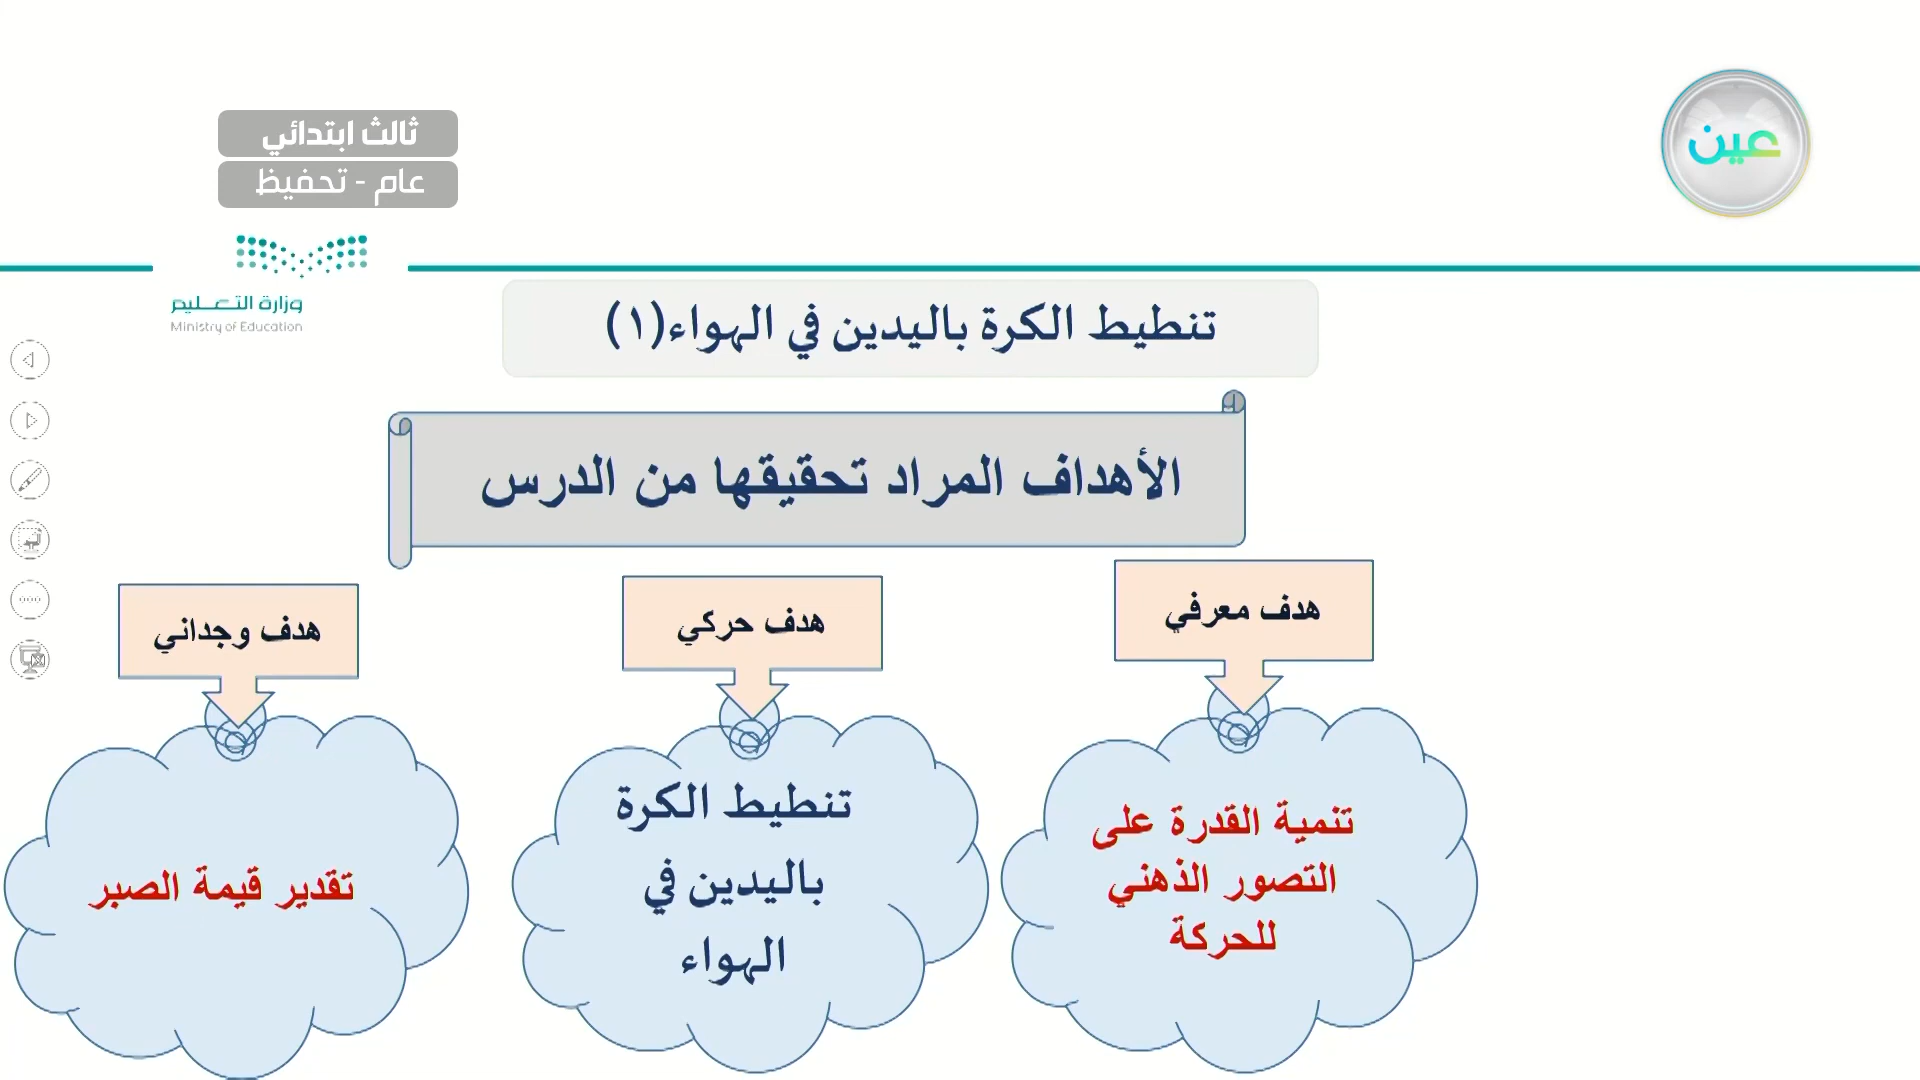 عين
ثالث ابتدائي
عام - تحفيظ
وزارة التعليم
Ministry of Education
تنطيط الكرة باليدين في الهواء(١)
الأهداف المراد تحقيقها من الدرس
هدف معرفي
تنمية القدرة على
التصور الذهني
للحركة
هدف حركي
تنطيط الكرة
باليدين في
الهواء
هدف وجداني
تقدير قيمة الصبر